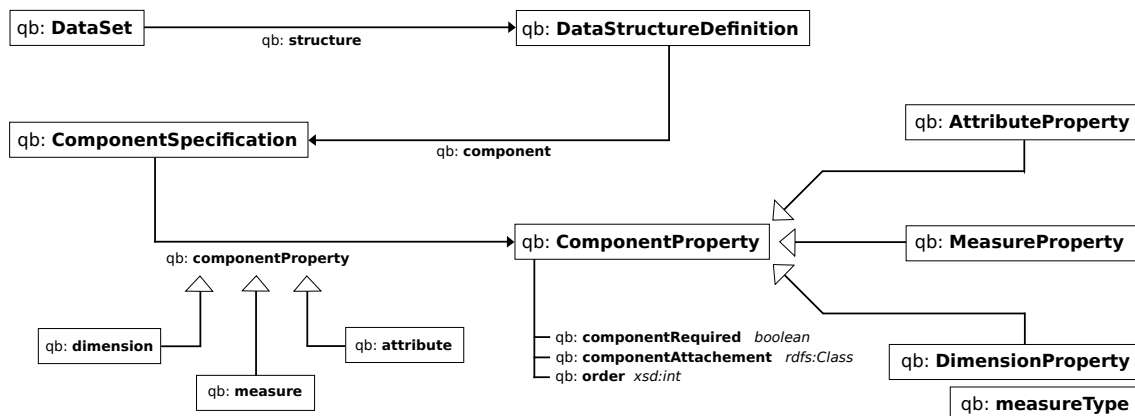 qb: DataSet
qb: structure
qb: DataStructureDefinition
qb: ComponentSpecification
qb: component
qb: AttributeProperty
qb: componentProperty
qb: ComponentProperty
qb: MeasureProperty
qb: dimension
qb: measure
qb: attribute
qb: componentRequired boolean
qb: componentAttachement rdfs:Class
qb: order xsd:int
qb: DimensionProperty
qb: measureType